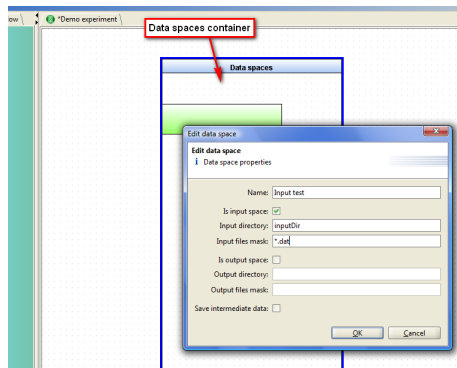 ow
*Demo experiment
Data spaces container
Data spaces
Edit data space
Edit data space
i Data space properties
Name: Input test
Is input space:
Input directory: inputDir
Input files mask: *.dat
Is output space:
Output directory:
Output files mask:
Save intermediate data:
OK Cancel